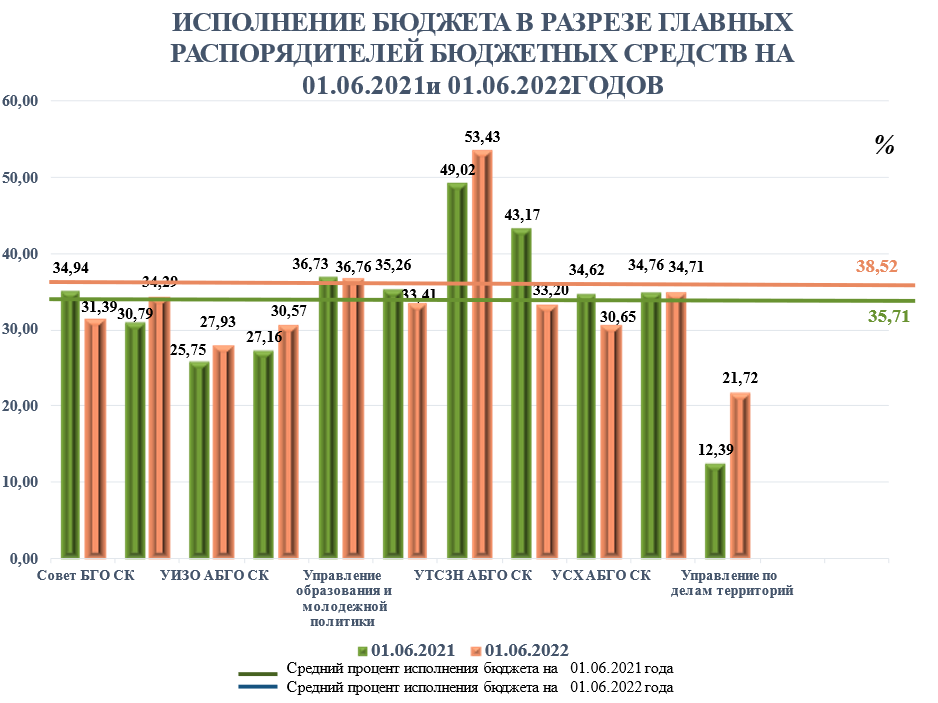 ИСПОЛНЕНИЕ БЮДЖЕТА В РАЗРЕЗЕ ГЛАВНЫХ
РАСПОРЯДИТЕЛЕЙ БЮДЖЕТНЫХ СРЕДСТВ НА
01.06.2021и 01.06.2022ГОДОВ
%
60,00
50,00
40,00
30,00
20,00
10,00
0,00
34,94
31,39
30,79
34,29
25,75
27,93
27,16
30,57
36,73
36,76
35,26
33,41
49,02
53,43
43,17
33,20
34,62
30,65
34,76
34,71
12,39
21,72
38,52
35,71
Совет БГО СК
УИЗО АБГО СК
Управление
образования и
молодежной
политики
УТСЗН АБГО СК
УСХ АБГО СК
Управление по
делам территорий
01.06.2021
01.06.2022
Средний процент исполнения бюджета на 01.06.2021 года
Средний процент исполнения бюджета на 01.06.2022 года